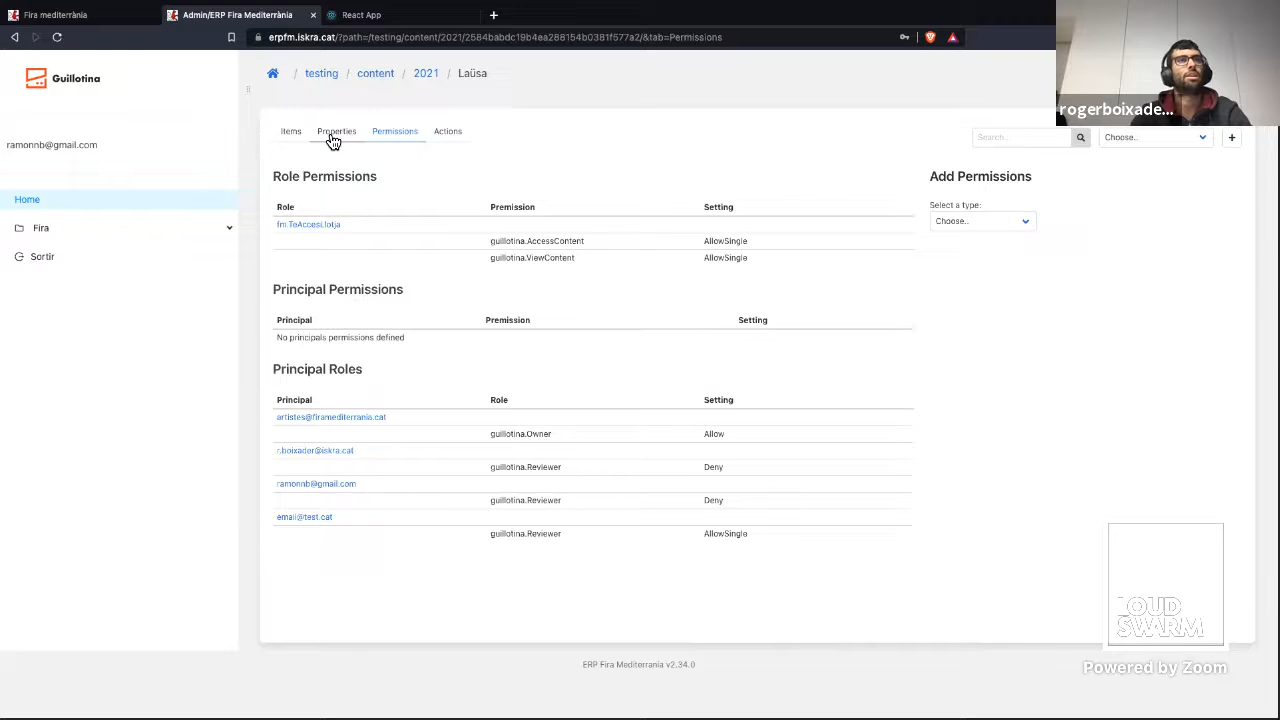 Fira mediterrània
Admin/ERP Fira Mediterrània
React App
erpfm.iskra.cat/?path=/testing/content/2021/2584babdc19b4ea288154b0381f577a2/&tab=Permissions
rogerboixade...
Guillotina
/ testing / content / 2021 / Laüsa
ramonnb@gmail.com
Home
Fira
Sortir
Items Properties Permissions Actions
Search... Choose..
Role Permissions
Role Premission Setting
fm.TeAccesLlotja
guillotina.AccessContent AllowSingle
guillotina.ViewContent AllowSingle
Principal Permissions
Principal Premission Setting
No principals permissions defined
Principal Roles
Principal Role Setting
artistes@firamediterrania.cat
guillotina.Owner Allow
r.boixader@iskra.cat
guillotina.Reviewer Deny
ramonnb@gmail.com
guillotina.Reviewer Deny
email@test.cat
guillotina.Reviewer AllowSingle
Add Permissions
Select a type:
Choose..
LOUD
SWARM
Powered by Zoom
ERP Fira Mediterrània v2.34.0